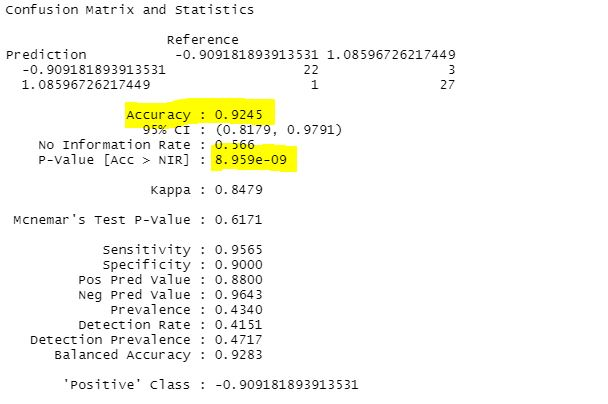 Confusion Matrix and Statistics
Reference
Prediction -0.909181893913531 1.08596726217449
-0.909181893913531 22 3
1.08596726217449 1 27
Accuracy : 0.9245
95% CI : (0.8179, 0.9791)
No Information Rate : 0.566
P-Value [Acc > NIR] : 8.959e-09
Kappa : 0.8479
Mcnemar's Test P-Value : 0.6171
Sensitivity : 0.9565
Specificity : 0.9000
Pos Pred Value : 0.8800
Neg Pred Value : 0.9643
Prevalence : 0.4340
Detection Rate : 0.4151
Detection Prevalence : 0.4717
Balanced Accuracy : 0.9283
'Positive' Class : -0.909181893913531